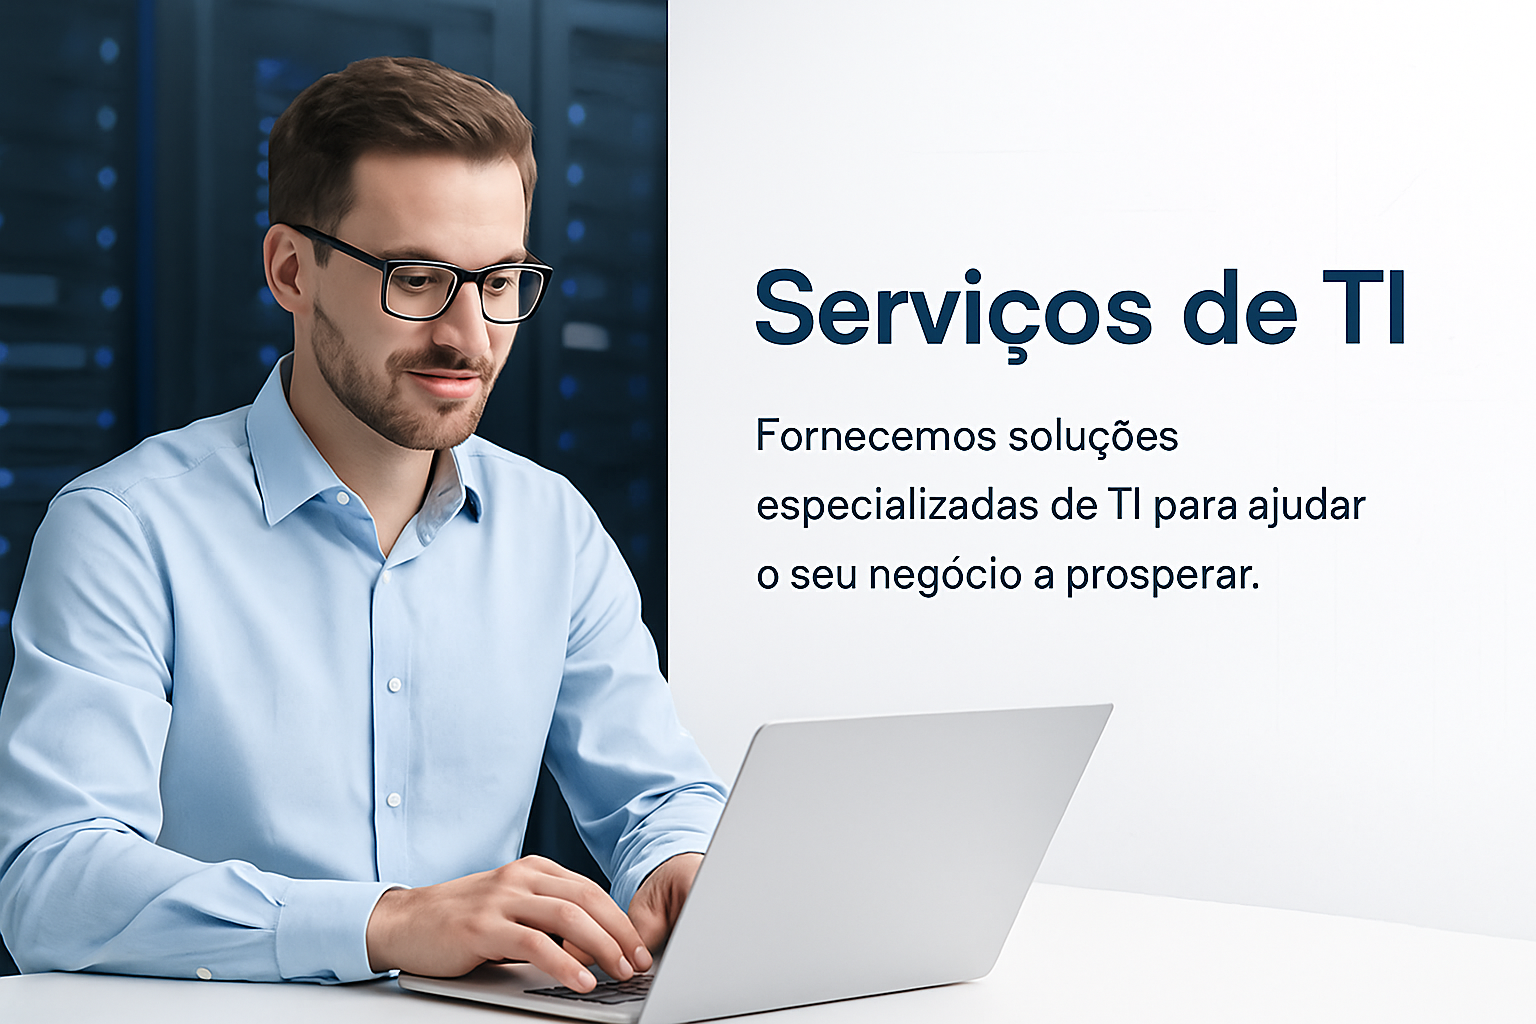 Serviços de TI
Fornecemos soluções
especializadas de TI para ajudar
o seu negócio a prosperar.